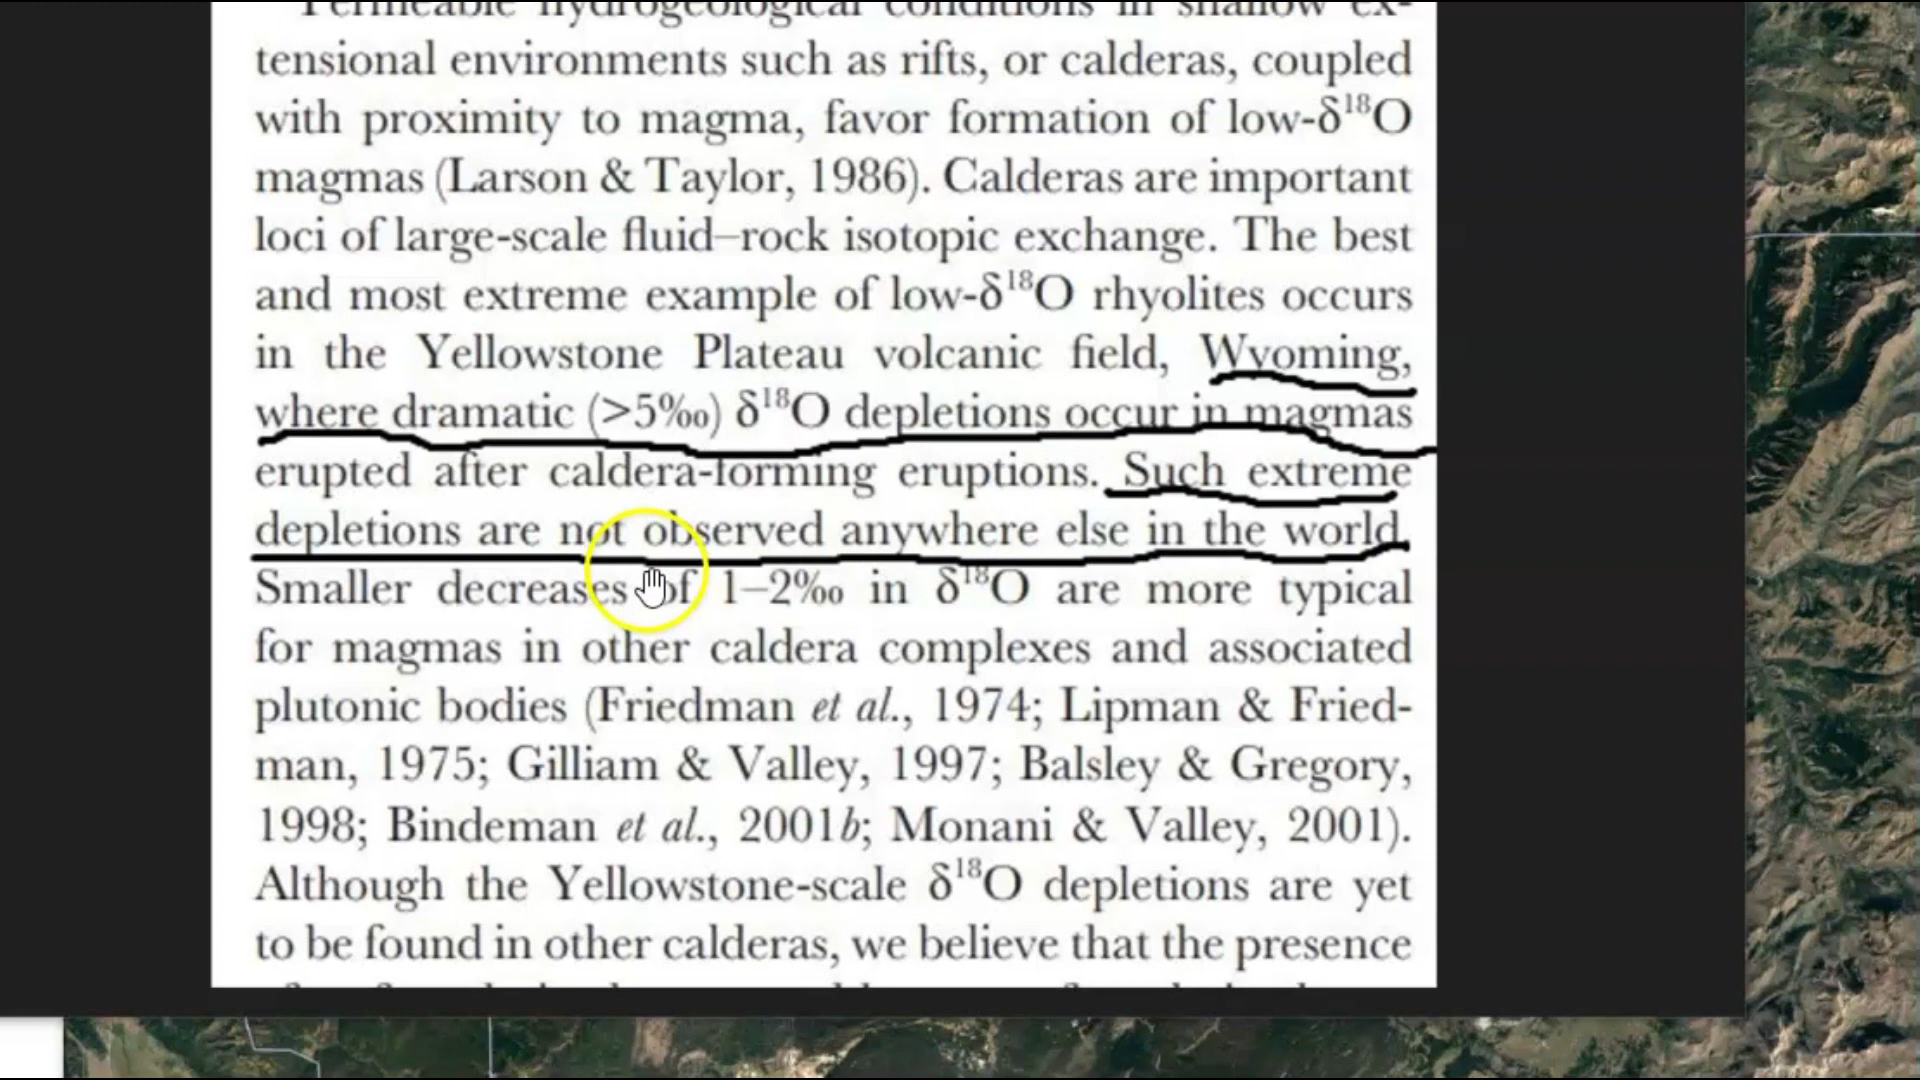 Permeable hydrogeological conditions in shallow ex-
tensional environments such as rifts, or calderas, coupled
with proximity to magma, favor formation of low-δ¹⁸O
magmas (Larson & Taylor, 1986). Calderas are important
loci of large-scale fluid–rock isotopic exchange. The best
and most extreme example of low-δ¹⁸O rhyolites occurs
in the Yellowstone Plateau volcanic field, Wyoming,
where dramatic (>5‰) δ¹⁸O depletions occur in magmas
erupted after caldera-forming eruptions. Such extreme
depletions are not observed anywhere else in the world.
Smaller decreases of 1–2‰ in δ¹⁸O are more typical
for magmas in other caldera complexes and associated
plutonic bodies (Friedman et al., 1974; Lipman & Fried-
man, 1975; Gilliam & Valley, 1997; Balsley & Gregory,
1998; Bindeman et al., 2001b; Monani & Valley, 2001).
Although the Yellowstone-scale δ¹⁸O depletions are yet
to be found in other calderas, we believe that the presence